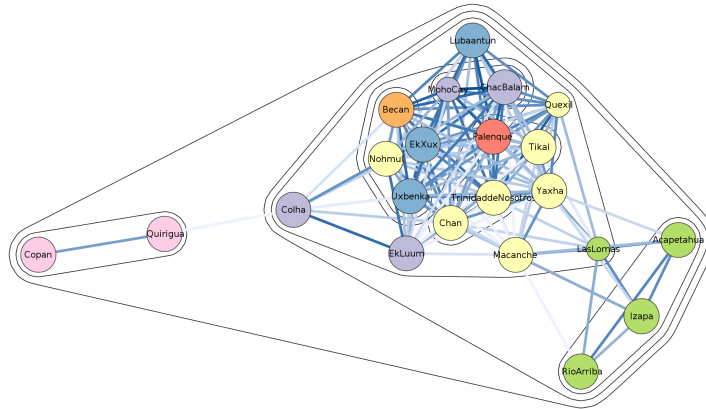 Lubaantun
MohoCay
ChacBalam
Becan
Quexil
Palenque
EkXux
Tikal
Nohmul
Uxbenka
TrinidaddeNosotros
Yaxha
Colha
Chan
Quirigua
Copan
EkLuum
Macanche
LasLomas
Acapetahua
Izapa
RioArriba